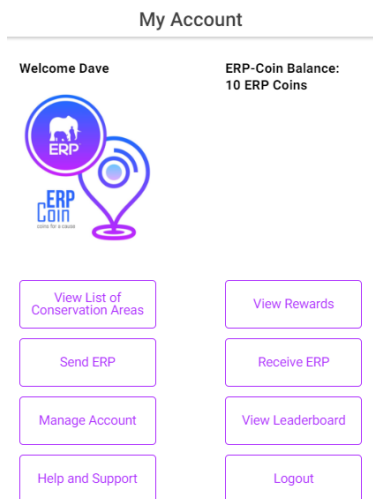 My Account
Welcome Dave
ERP-Coin Balance:
10 ERP Coins
ERP
ERP
Coin
coins for a cause
View List of
Conservation Areas
View Rewards
Send ERP
Receive ERP
Manage Account
View Leaderboard
Help and Support
Logout